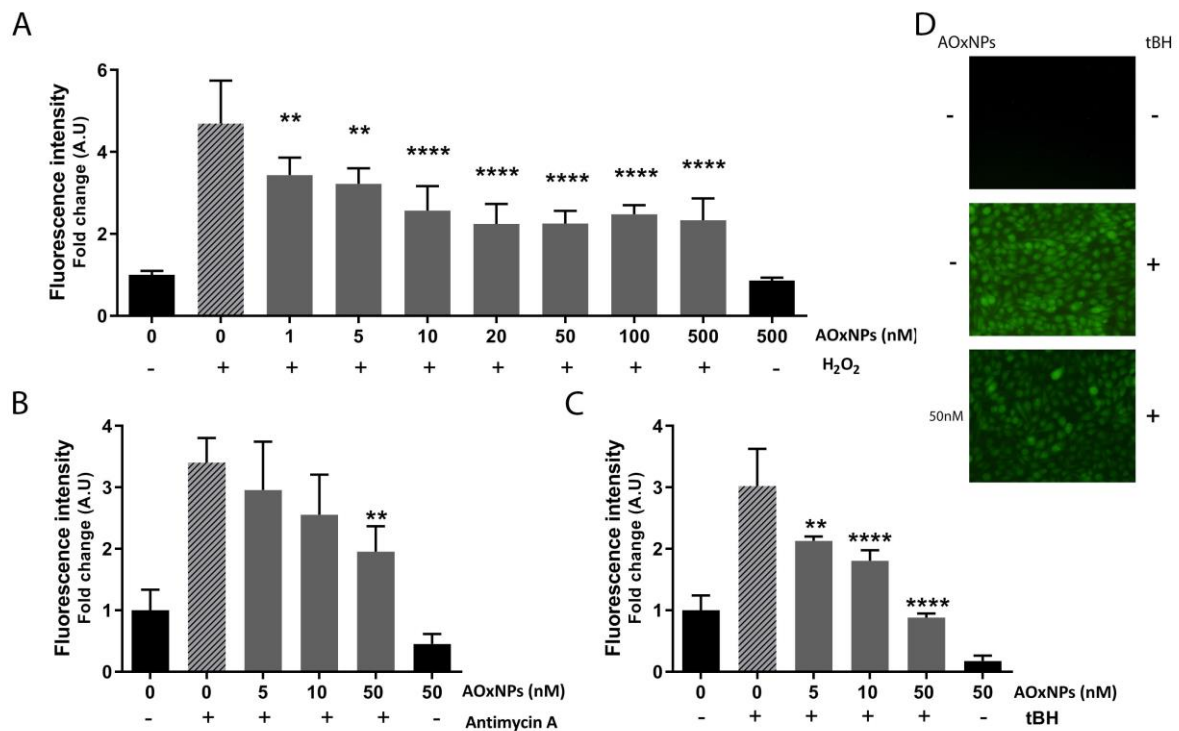 A
Fluorescence intensity
Fold change (A.U)
6
4
2
0
** ** **** **** **** **** ****
0 0 1 5 10 20 50 100 500 500 AOxNPs (nM)
- + + + + + + + + - H₂O₂
B
Fluorescence intensity
Fold change (A.U)
4
3
2
1
0
**
0 0 5 10 50 50 AOxNPs (nM)
- + + + + - Antimycin A
C
Fluorescence intensity
Fold change (A.U)
4
3
2
1
0
** **** ****
0 0 5 10 50 50 AOxNPs (nM)
- + + + + - tBH
D
AOxNPs tBH
- -
- +
50nM +